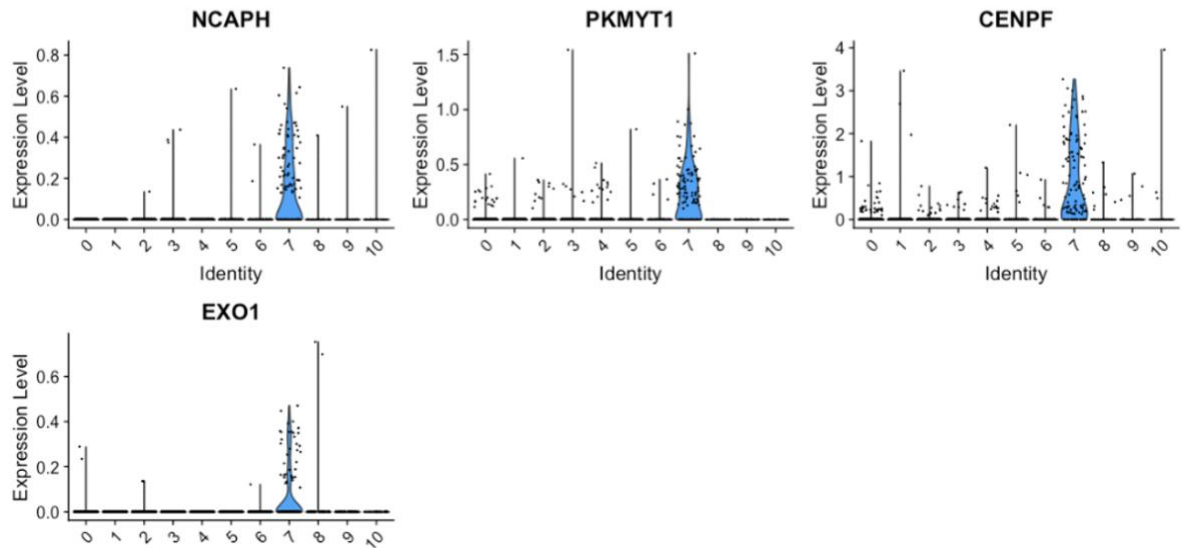 NCAPH PKMYT1 CENPF
Expression Level
0.8
0.6
0.4
0.2
0.0
0 1 2 3 4 5 6 7 8 9 10
Identity
Expression Level
1.5
1.0
0.5
0.0
0 1 2 3 4 5 6 7 8 9 10
Identity
Expression Level
4
3
2
1
0
0 1 2 3 4 5 6 7 8 9 10
Identity
EXO1
Expression Level
0.6
0.4
0.2
0.0
0 1 2 3 4 5 6 7 8 9 10